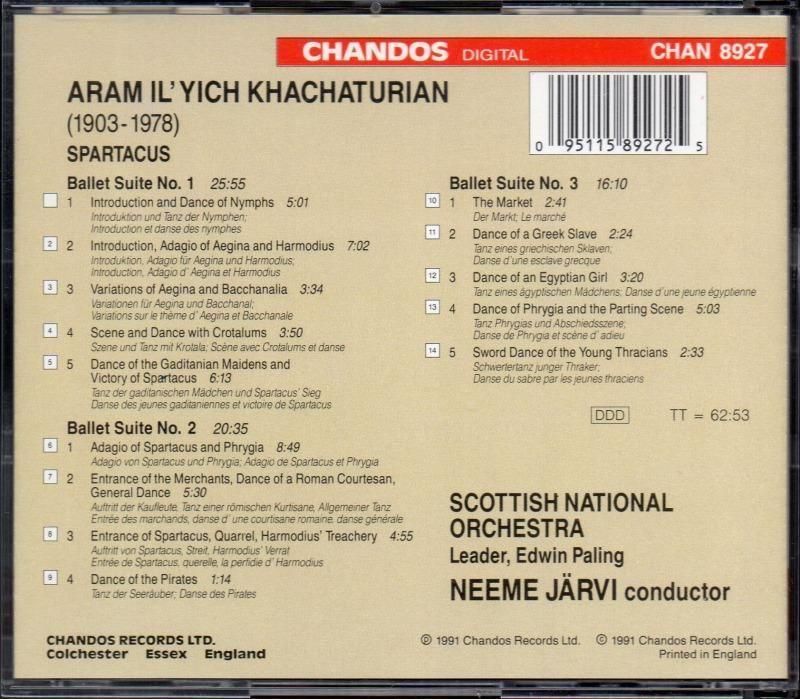 CHANDOS DIGITAL CHAN 8927
ARAM IL'YICH KHACHATURIAN
(1903-1978)
SPARTACUS
0 95115 89272 5
Ballet Suite No. 1 25:55
1 Introduction and Dance of Nymphs 5:01
Introduktion und Tanz der Nymphen;
Introduction et danse des nymphes
2 2 Introduction, Adagio of Aegina and Harmodius 7:02
Introduktion, Adagio für Aegina und Harmodius;
Introduction, Adagio d' Aegina et Harmodius
3 3 Variations of Aegina and Bacchanalia 3:34
Variationen für Aegina und Bacchanal;
Variations sur le thème d' Aegina et Bacchanale
4 4 Scene and Dance with Crotalums 3:50
Szene und Tanz mit Krotala; Scène avec Crotalums et danse
5 5 Dance of the Gaditanian Maidens and
Victory of Spartacus 6:13
Tanz der gaditanischen Mädchen und Spartacus' Sieg
Danse des jeunes gaditaniennes et victoire de Spartacus
Ballet Suite No. 2 20:35
6 1 Adagio of Spartacus and Phrygia 8:49
Adagio von Spartacus und Phrygia; Adagio de Spartacus et Phrygia
7 2 Entrance of the Merchants, Dance of a Roman Courtesan,
General Dance 5:30
Auftritt der Kaufleute, Tanz einer römischen Kurtisane, Allgemeiner Tanz
Entrée des marchands, danse d' une courtisane romaine, danse générale
8 3 Entrance of Spartacus, Quarrel, Harmodius' Treachery 4:55
Auftritt von Spartacus, Streit, Harmodius' Verrat
Entrée de Spartacus, querelle, la perfidie d' Harmodius
9 4 Dance of the Pirates 1:14
Tanz der Seeräuber; Danse des Pirates
Ballet Suite No. 3 16:10
10 1 The Market 2:41
Der Markt; Le marché
11 2 Dance of a Greek Slave 2:24
Tanz eines griechischen Sklaven;
Danse d'une esclave grecque
12 3 Dance of an Egyptian Girl 3:20
Tanz eines ägyptischen Mädchens; Danse d'une jeune égyptienne
13 4 Dance of Phrygia and the Parting Scene 5:03
Tanz Phrygias und Abschiedsszene;
Danse de Phrygia et scène d' adieu
14 5 Sword Dance of the Young Thracians 2:33
Schwertertanz junger Thraker;
Danse du sabre par les jeunes thraciens
DDD TT = 62:53
SCOTTISH NATIONAL
ORCHESTRA
Leader, Edwin Paling
NEEME JÄRVI conductor
CHANDOS RECORDS LTD.
Colchester Essex England
℗ 1991 Chandos Records Ltd. © 1991 Chandos Records Ltd.
Printed in England